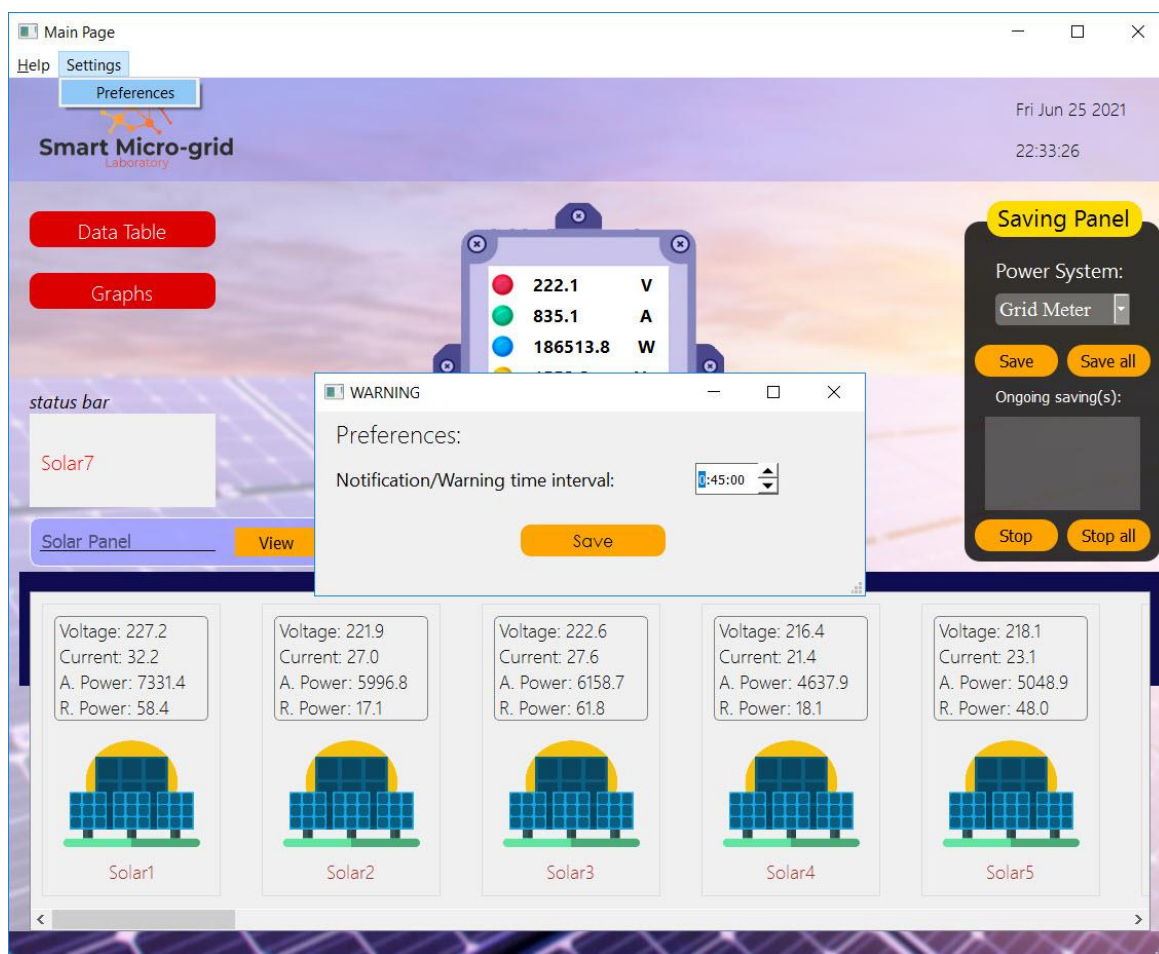 Main Page
Help Settings
Preferences
Smart Micro-grid
Laboratory
Fri Jun 25 2021
22:33:26
Data Table
Graphs
222.1 V
835.1 A
186513.8 W
Saving Panel
Power System:
Grid Meter
Save Save all
Ongoing saving(s):
Stop Stop all
status bar
Solar7
Solar Panel View
WARNING
Preferences:
Notification/Warning time interval: 0:45:00
Save
Voltage: 227.2
Current: 32.2
A. Power: 7331.4
R. Power: 58.4
Solar1
Voltage: 221.9
Current: 27.0
A. Power: 5996.8
R. Power: 17.1
Solar2
Voltage: 222.6
Current: 27.6
A. Power: 6158.7
R. Power: 61.8
Solar3
Voltage: 216.4
Current: 21.4
A. Power: 4637.9
R. Power: 18.1
Solar4
Voltage: 218.1
Current: 23.1
A. Power: 5048.9
R. Power: 48.0
Solar5